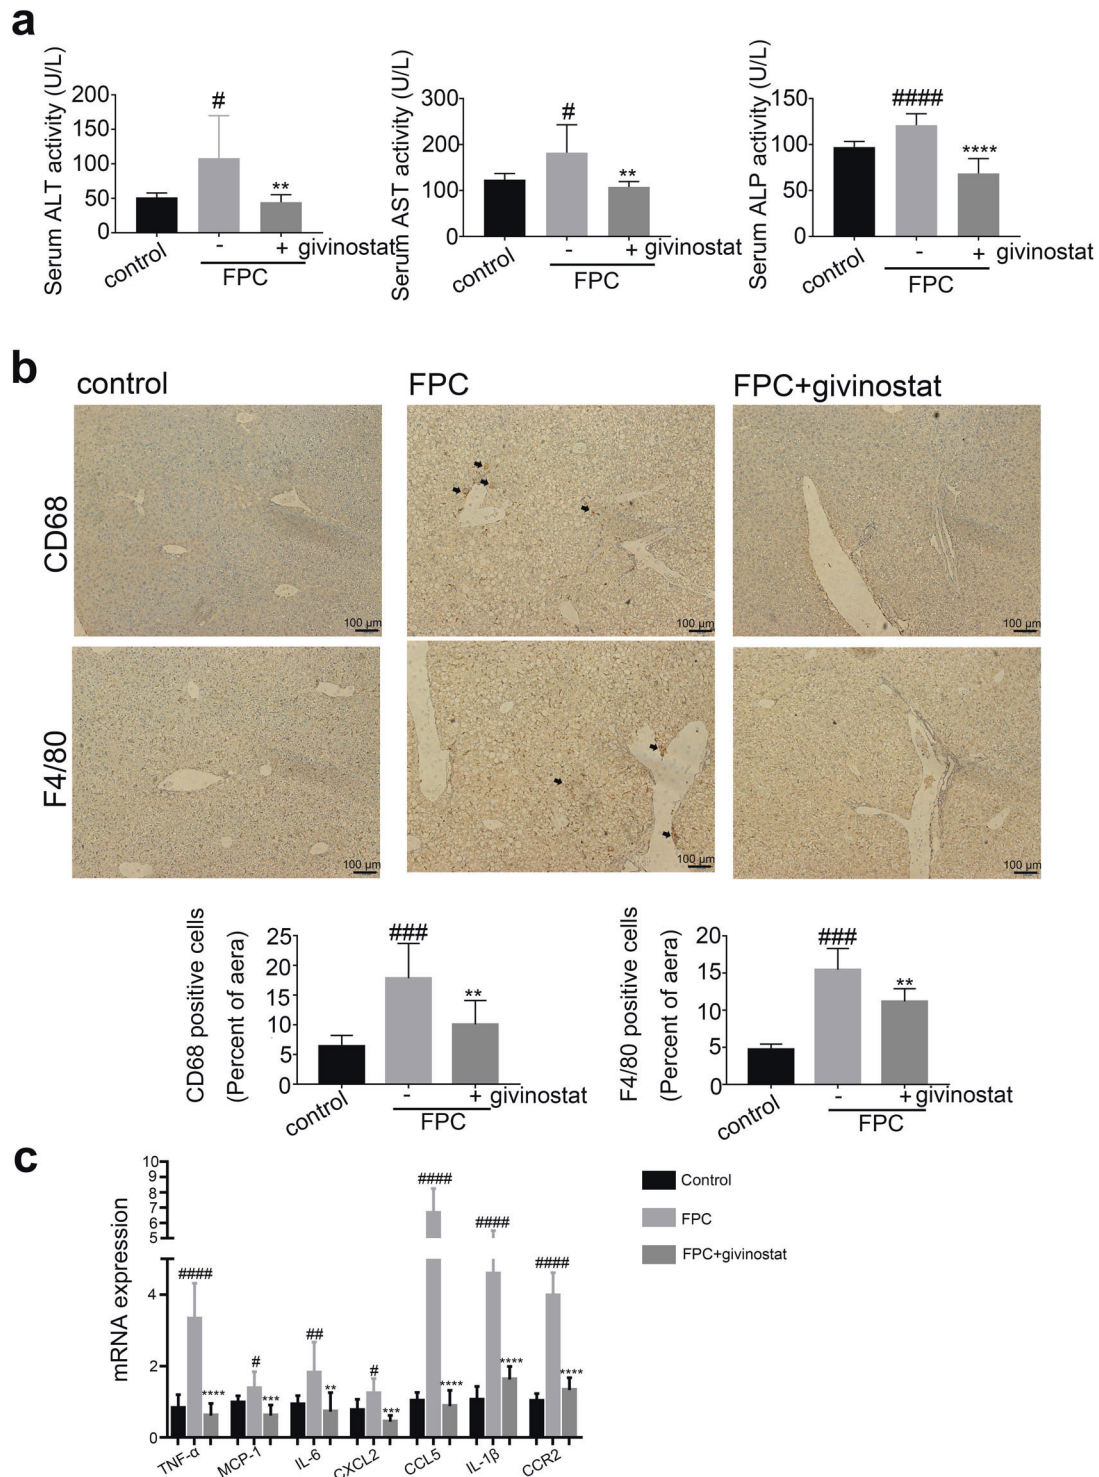 a
Serum ALT activity (U/L)
200
150
100
50
0
#
**
control
-
+
givinostat
FPC
Serum AST activity (U/L)
300
200
100
0
#
**
control
-
+
givinostat
FPC
Serum ALP activity (U/L)
150
100
50
0
####
****
control
-
+
givinostat
FPC
b
control
FPC
FPC+givinostat
CD68
100 μm
100 μm
100 μm
F4/80
100 μm
100 μm
100 μm
CD68 positive cells
(Percent of aera)
25
20
15
10
5
0
###
**
control
-
+
givinostat
FPC
F4/80 positive cells
(Percent of aera)
20
15
10
5
0
###
**
control
-
+
givinostat
FPC
c
mRNA expression
10
9
8
7
6
5
4
2
0
####
****
#
***
##
**
#
***
####
****
####
****
####
****
TNF-α
MCP-1
IL-6
CXCL2
CCL5
IL-1β
CCR2
Control
FPC
FPC+givinostat